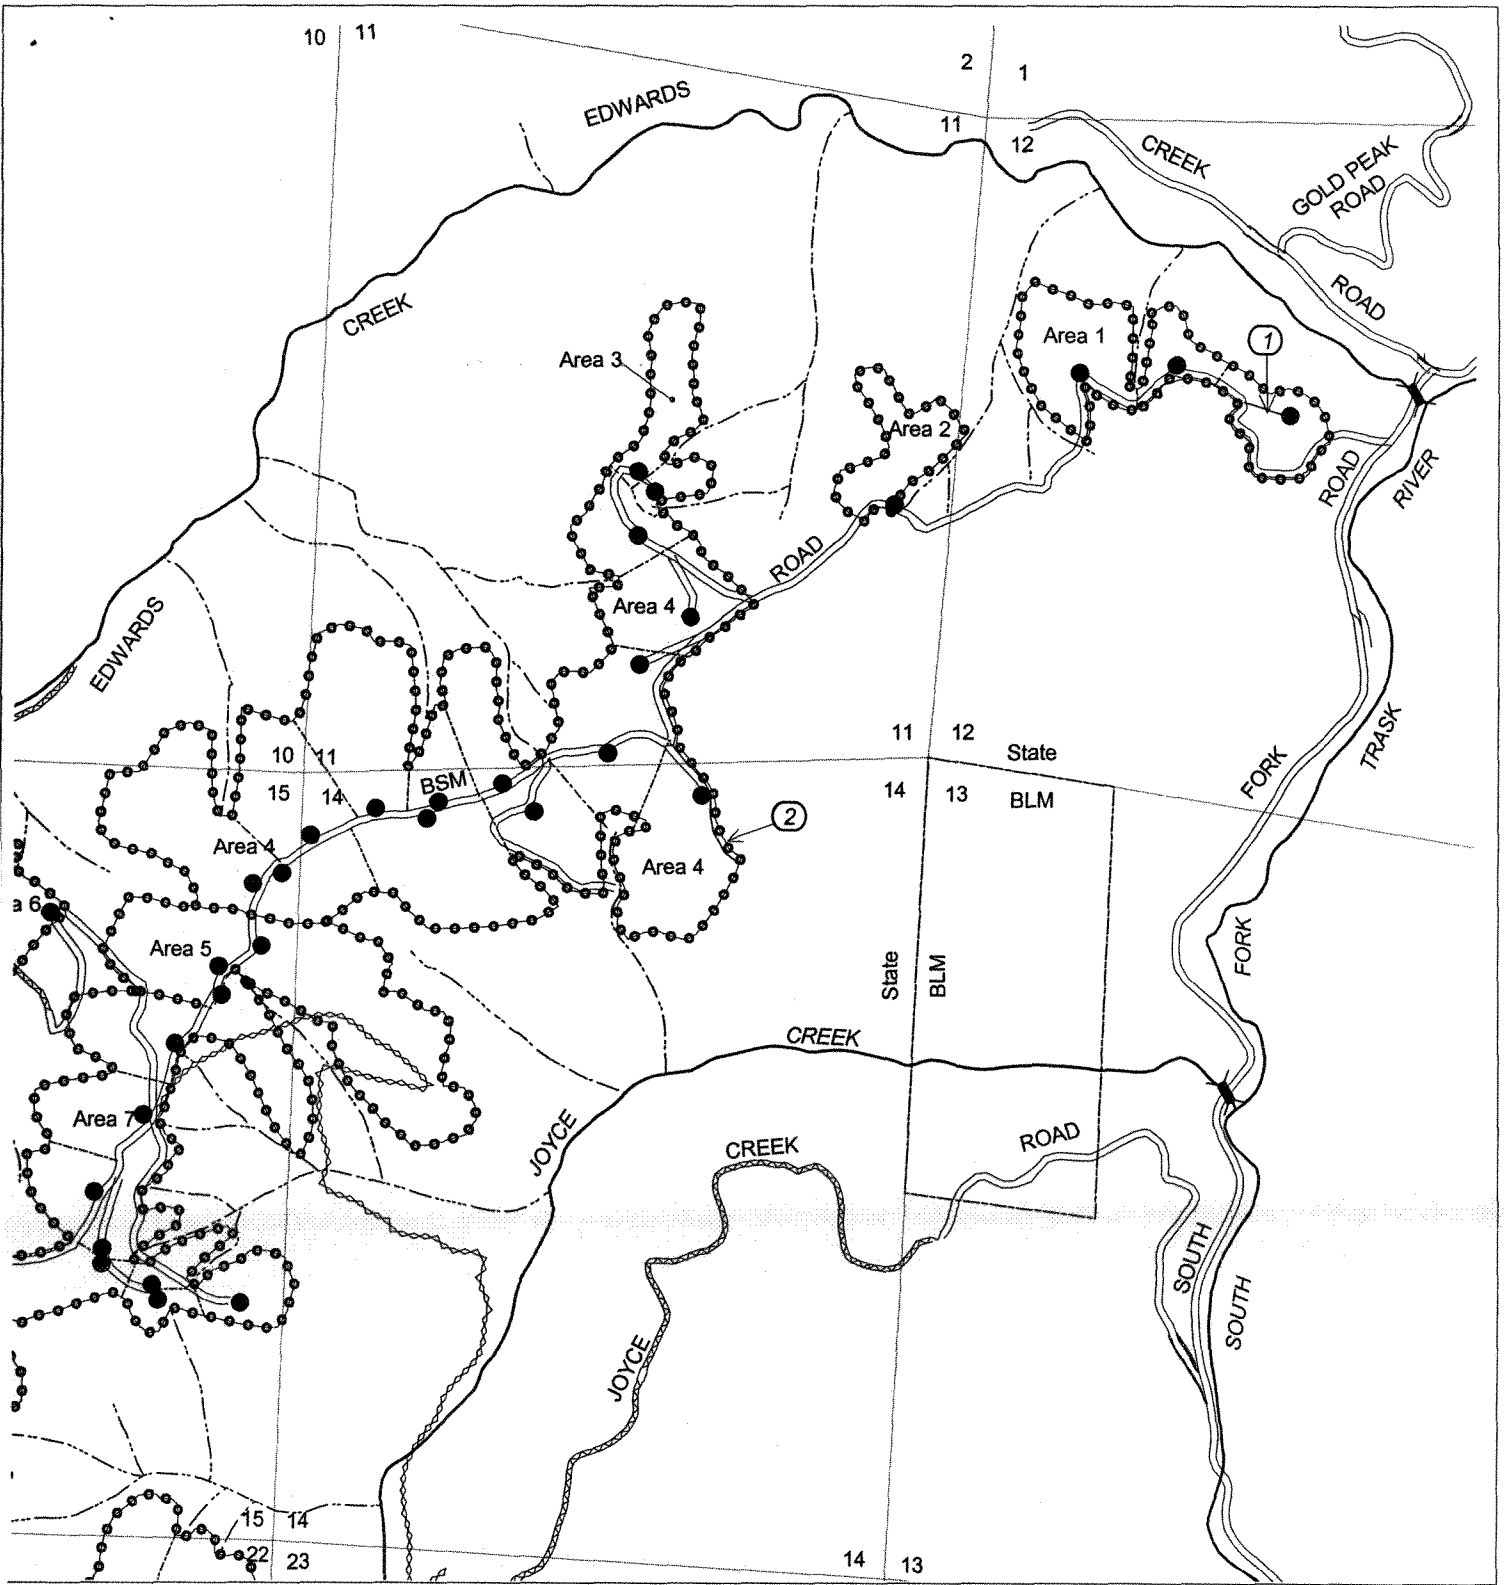 10 11
2 1
EDWARDS
11 12
CREEK
GOLD PEAK
ROAD
CREEK
ROAD
Area 3
Area 1
1
Area 2
ROAD
RIVER
ROAD
Area 4
EDWARDS
TRASK
FORK
11 12
State
10 11
BSM
15 14
14 13
BLM
2
Area 4
Area 4
a 6
Area 5
State
BLM
FORK
CREEK
Area 7
JOYCE
CREEK
ROAD
SOUTH
SOUTH
JOYCE
15 14
22 23
14 13